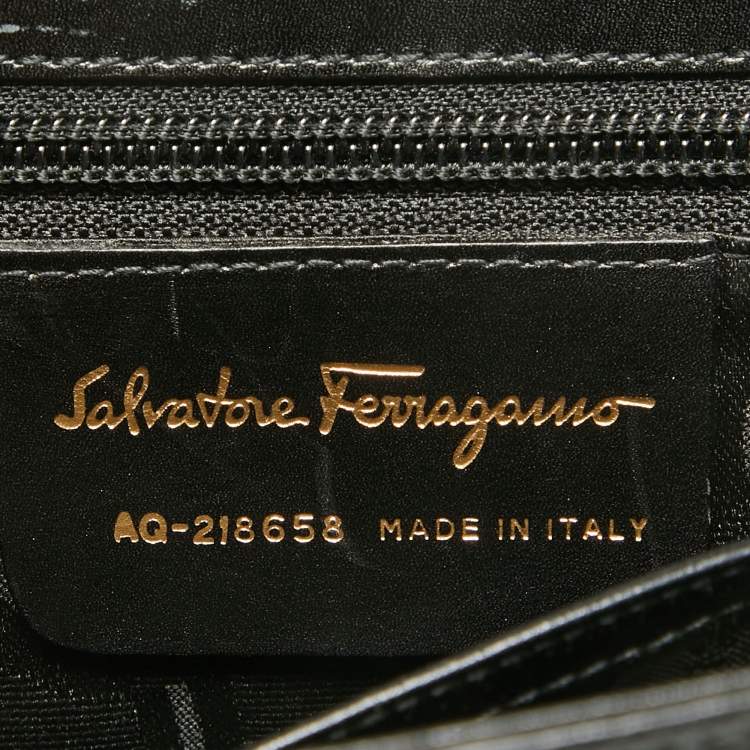 Salvatore Ferragamo
AQ-218658 MADE IN ITALY